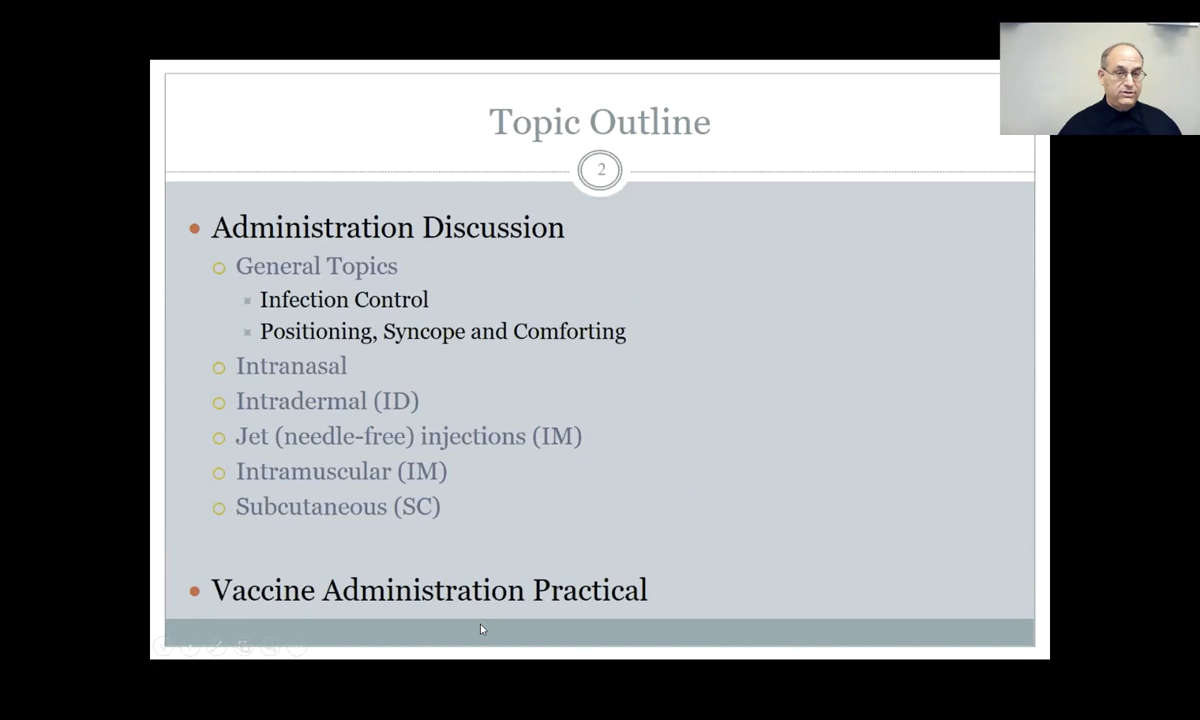 Topic Outline
2
Administration Discussion
General Topics
Infection Control
Positioning, Syncope and Comforting
Intranasal
Intradermal (ID)
Jet (needle-free) injections (IM)
Intramuscular (IM)
Subcutaneous (SC)
Vaccine Administration Practical